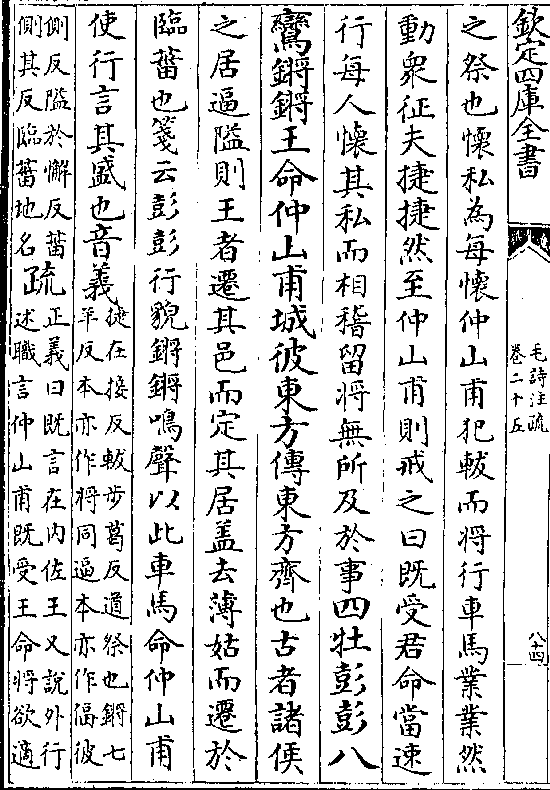 欽定四庫全書
毛詩注疏
卷二十五
八十四
之祭也懷私為每懷仲山甫犯軷而將行車馬業業然
動衆征夫捷捷然至仲山甫則戒之曰既受君命當速
行每人懷其私而相稽留將無所及於事四牡彭彭八
鸞鏘鏘王命仲山甫城彼東方傳東方齊也古者諸侯
之居逼隘則王者遷其邑而定其居盖去薄姑而遷於
臨菑也箋云彭彭行貌鏘鏘鳴聲以此車馬命仲山甫
使行言其盛也音義捷在接反軷步葛反道祭也鏘七
羊反本亦作將同逼本亦作偪彼
側反隘於懈反菑
側其反臨菑地名疏正義曰既言在内佐王又說外行
述職言仲山甫既受王命將欲適